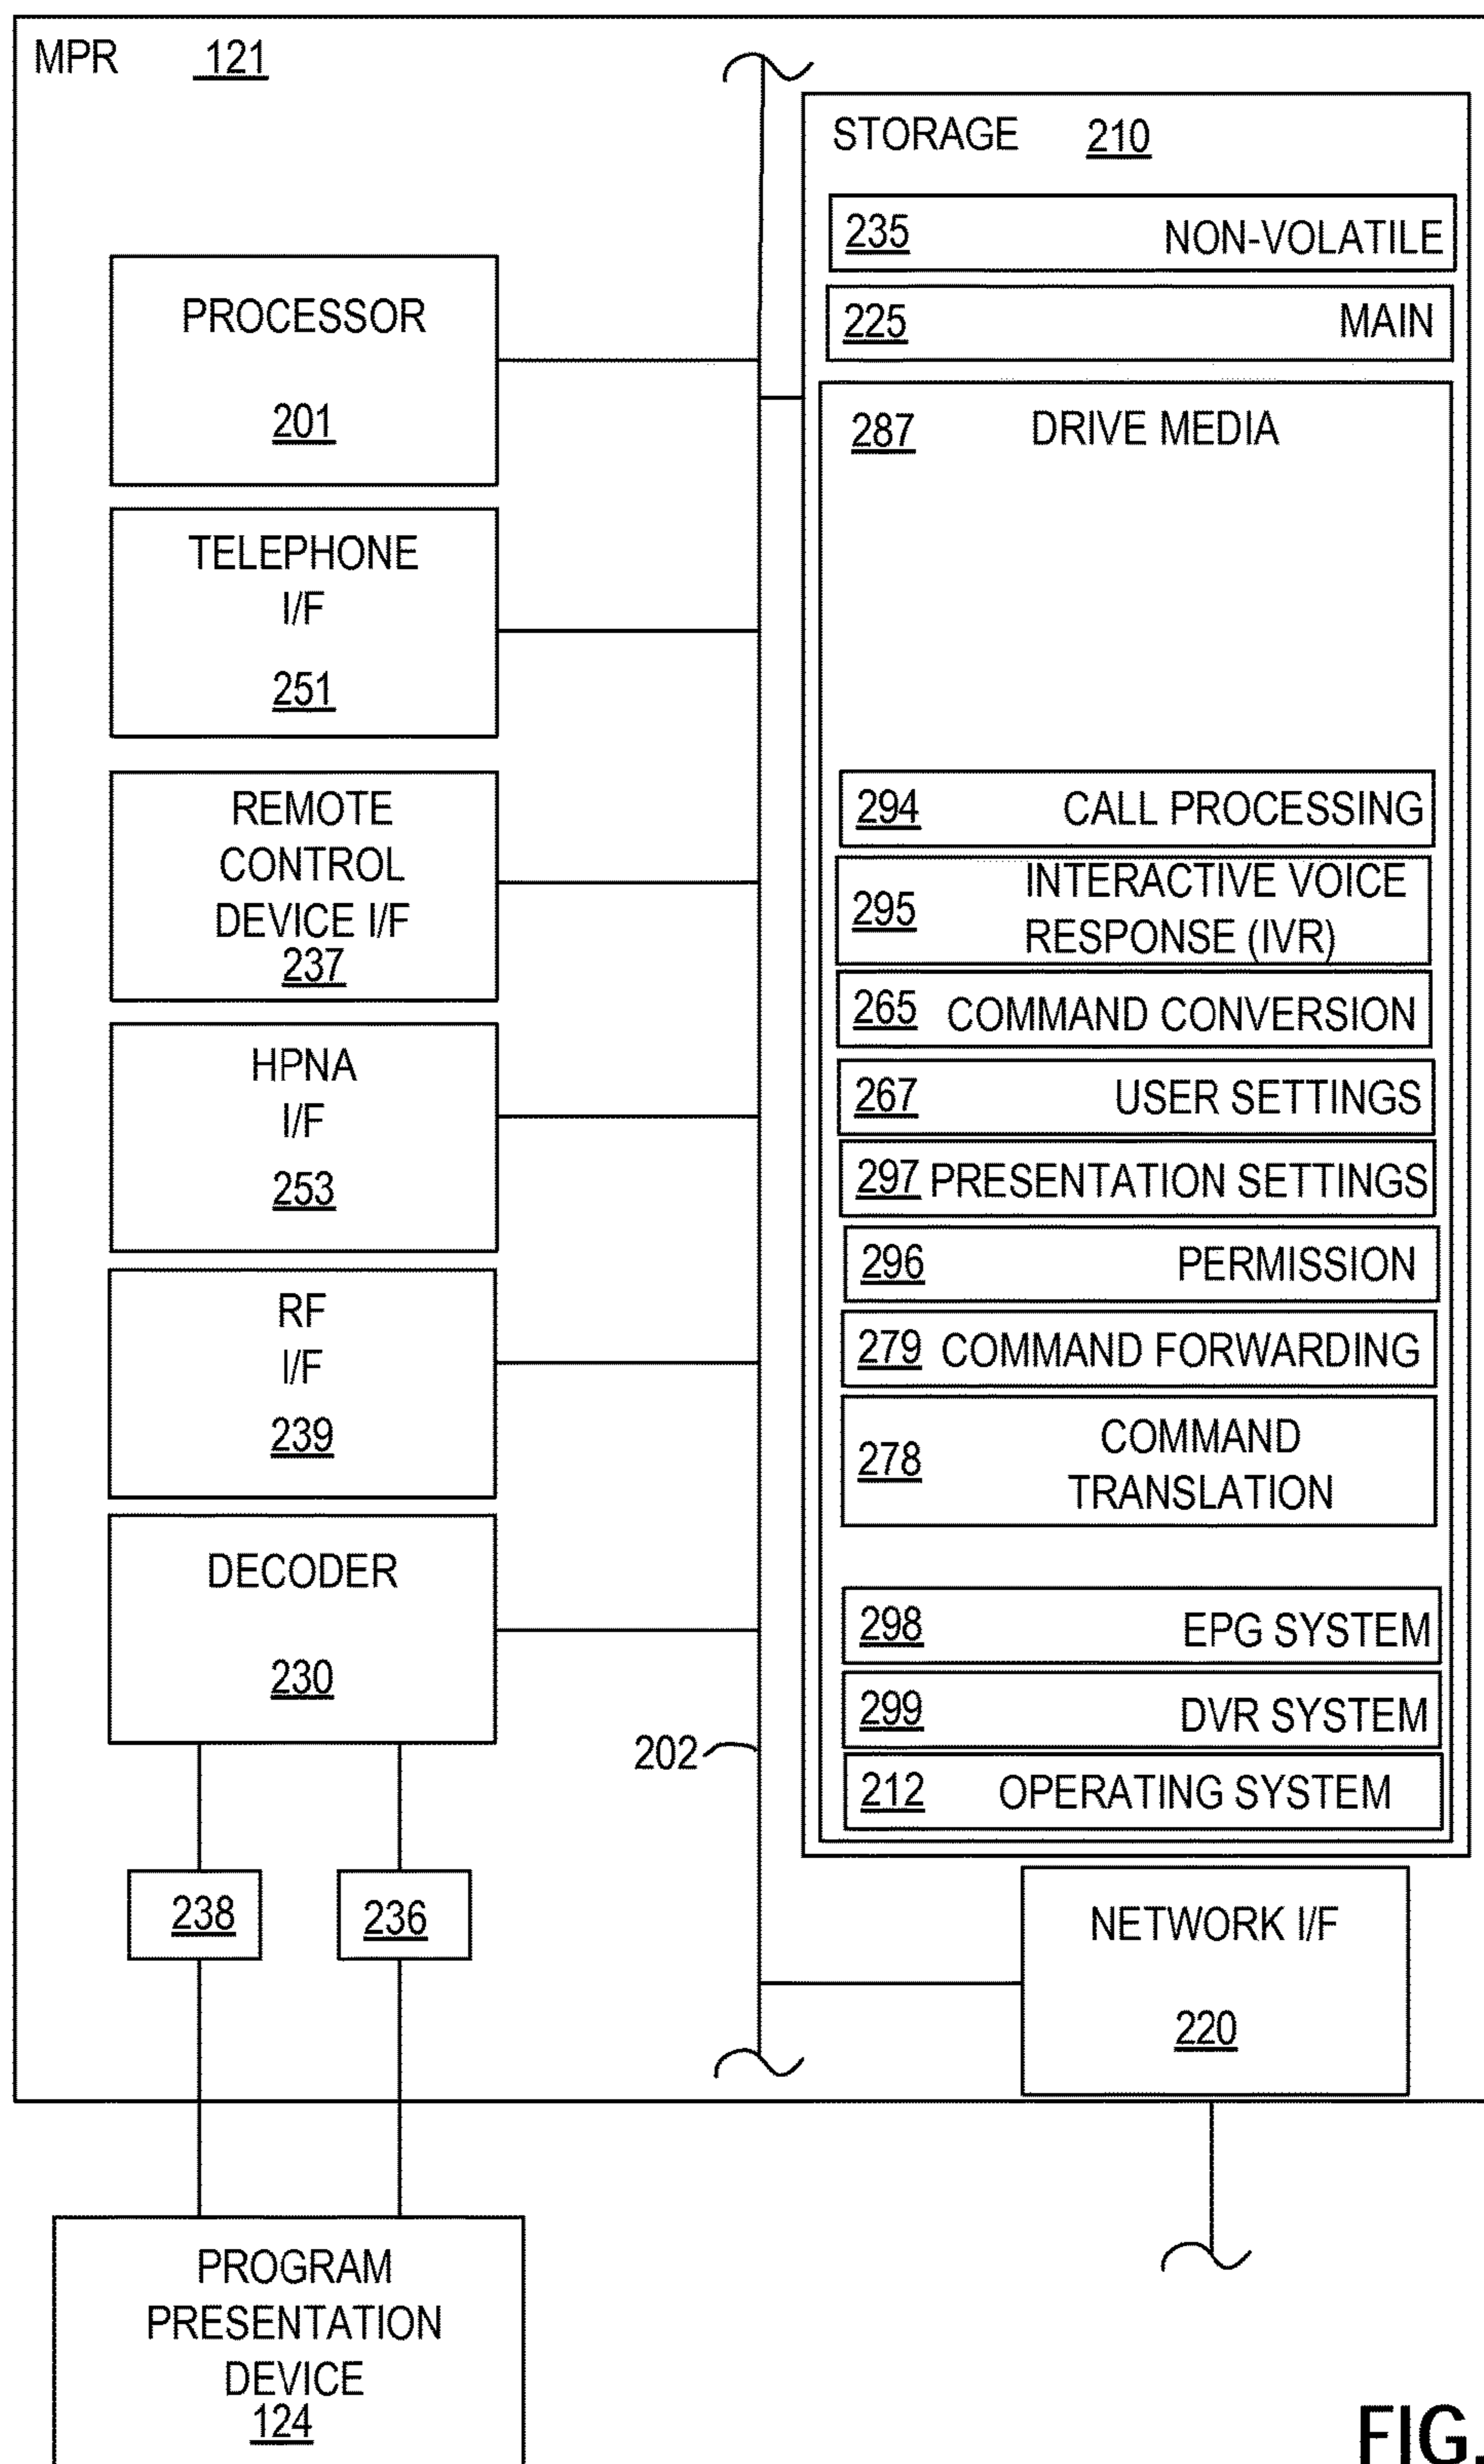 MPR 121
STORAGE 210
235 NON-VOLATILE
225 MAIN
287 DRIVE MEDIA
294 CALL PROCESSING
295 INTERACTIVE VOICE
RESPONSE (IVR)
265 COMMAND CONVERSION
267 USER SETTINGS
297 PRESENTATION SETTINGS
296 PERMISSION
279 COMMAND FORWARDING
278 COMMAND
TRANSLATION
298 EPG SYSTEM
299 DVR SYSTEM
212 OPERATING SYSTEM
PROCESSOR
201
TELEPHONE
I/F
251
REMOTE
CONTROL
DEVICE I/F
237
HPNA
I/F
253
RF
I/F
239
DECODER
230
202
238
236
NETWORK I/F
220
PROGRAM
PRESENTATION
DEVICE
124
FIG.